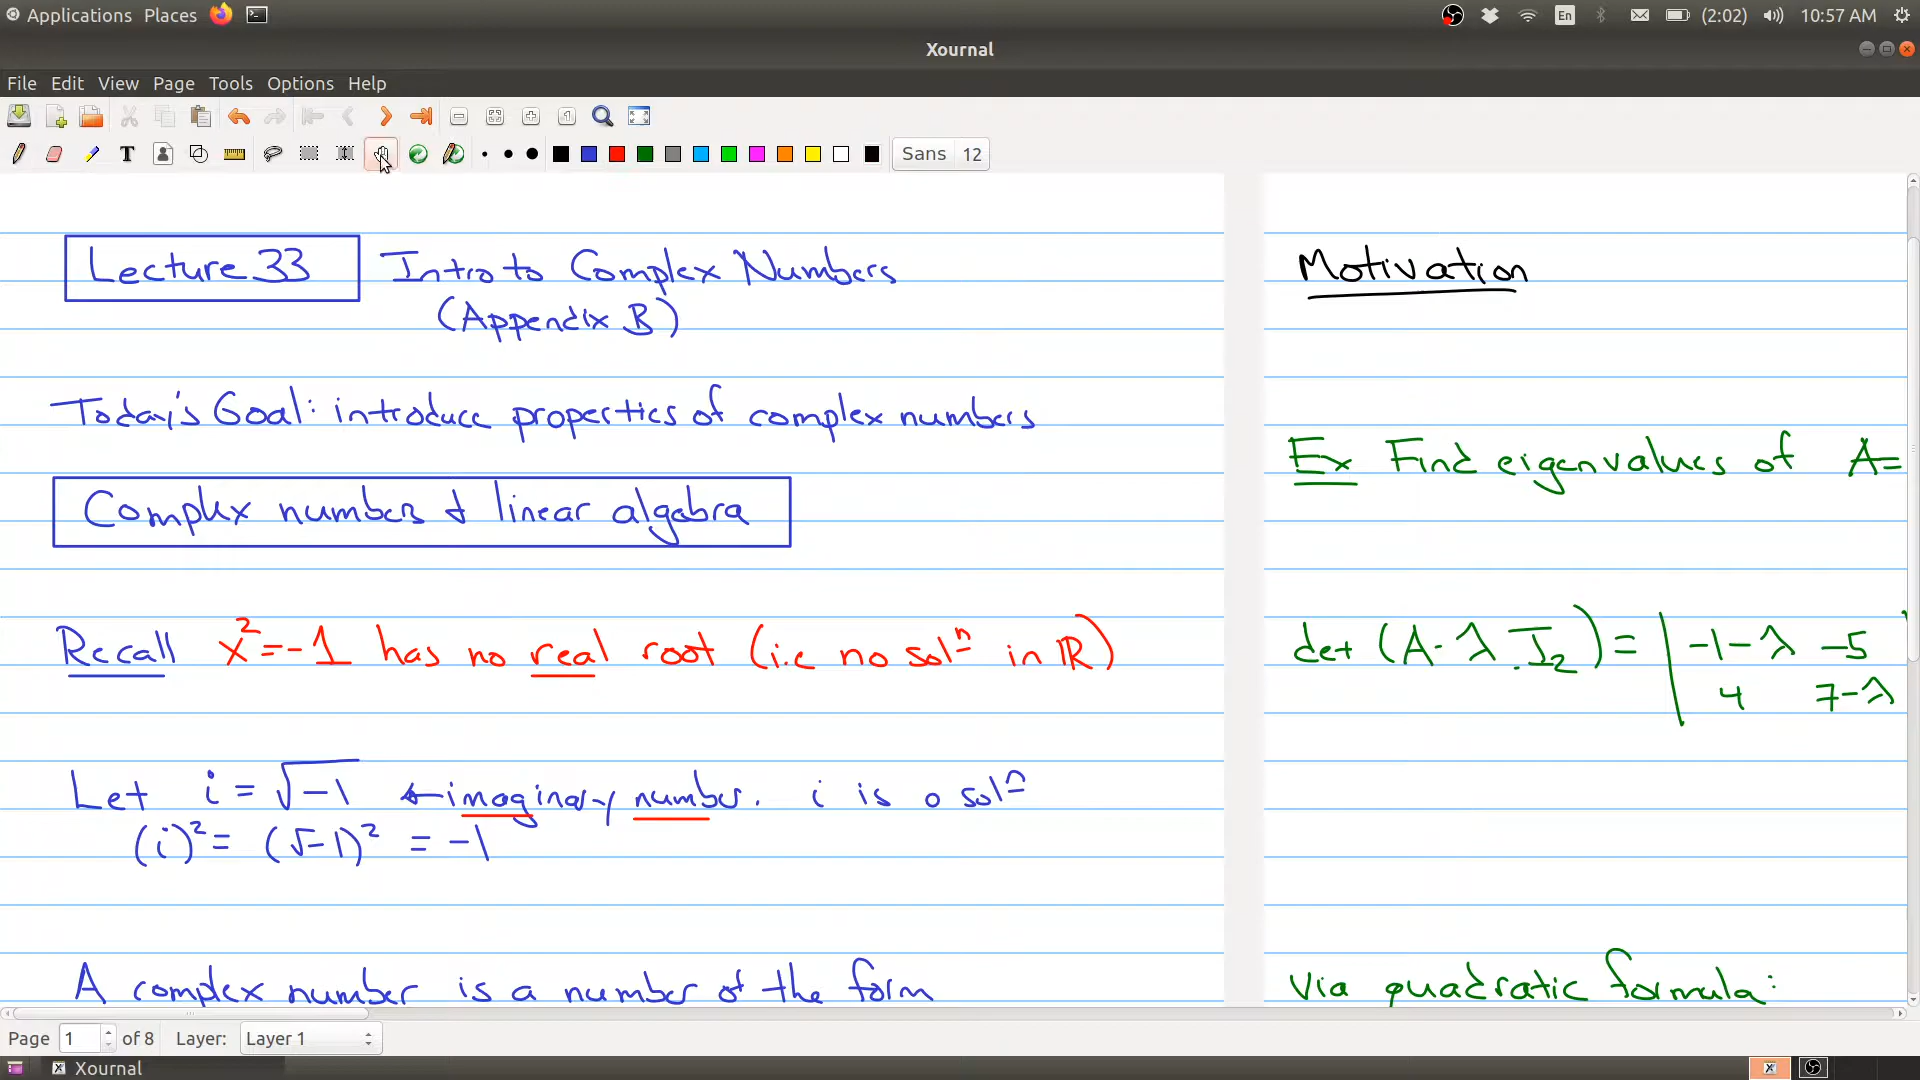 Applications Places En (2:02) 10:57 AM
Xournal
File Edit View Page Tools Options Help
T Sans 12
Lecture 33 Intro to Complex Numbers
(Appendix B)
Today's Goal: introduce properties of complex numbers
Complex numbers & linear algebra
Recall x²=-1 has no real root (i.e no solⁿ in ℝ)
Let i = √-1 ← imaginary number. i is a solⁿ
(i)² = (√-1)² = -1
A complex number is a number of the form
Motivation
Ex Find eigenvalues of A=
det (A - λ I₂) = | -1-λ -5
4 7-λ
via quadratic formula:
Page 1 of 8 Layer: Layer 1
Xournal